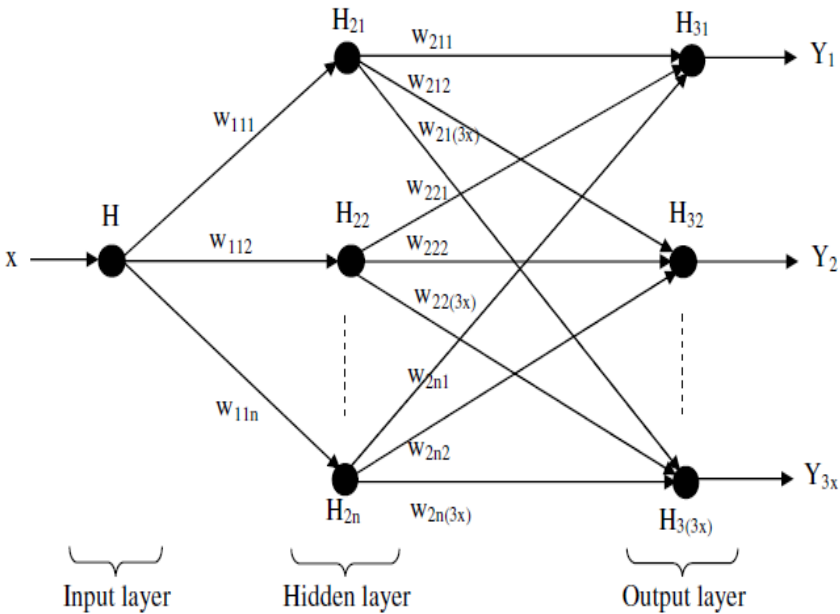 H₂₁
H₃₁
w₂₁₁
Y₁
w₂₁₂
w₁₁₁
w₂₁₍₃ₓ₎
w₂₂₁
H
H₂₂
H₃₂
w₁₁₂
w₂₂₂
x
Y₂
w₂₂₍₃ₓ₎
w₂ₙ₁
w₁₁ₙ
w₂ₙ₂
Y₃ₓ
H₂ₙ
w₂ₙ₍₃ₓ₎
H₃₍₃ₓ₎
Input layer
Hidden layer
Output layer